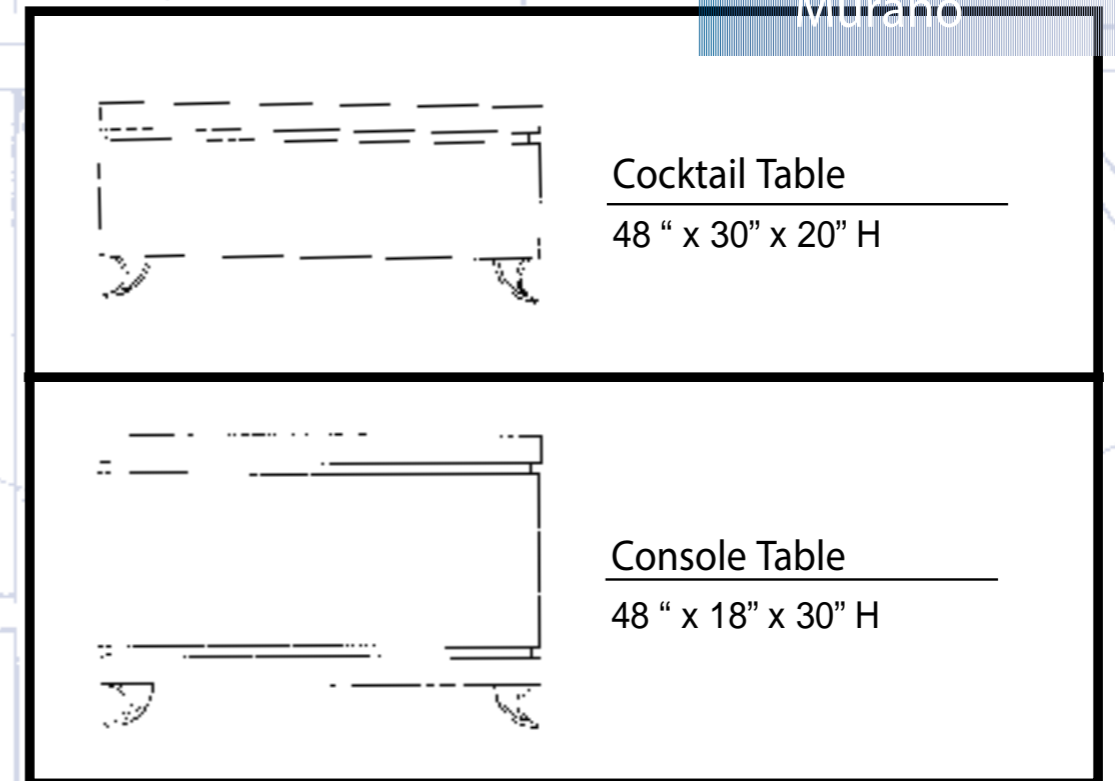 Murano
Cocktail Table
48 “ x 30” x 20” H
Console Table
48 “ x 18” x 30” H